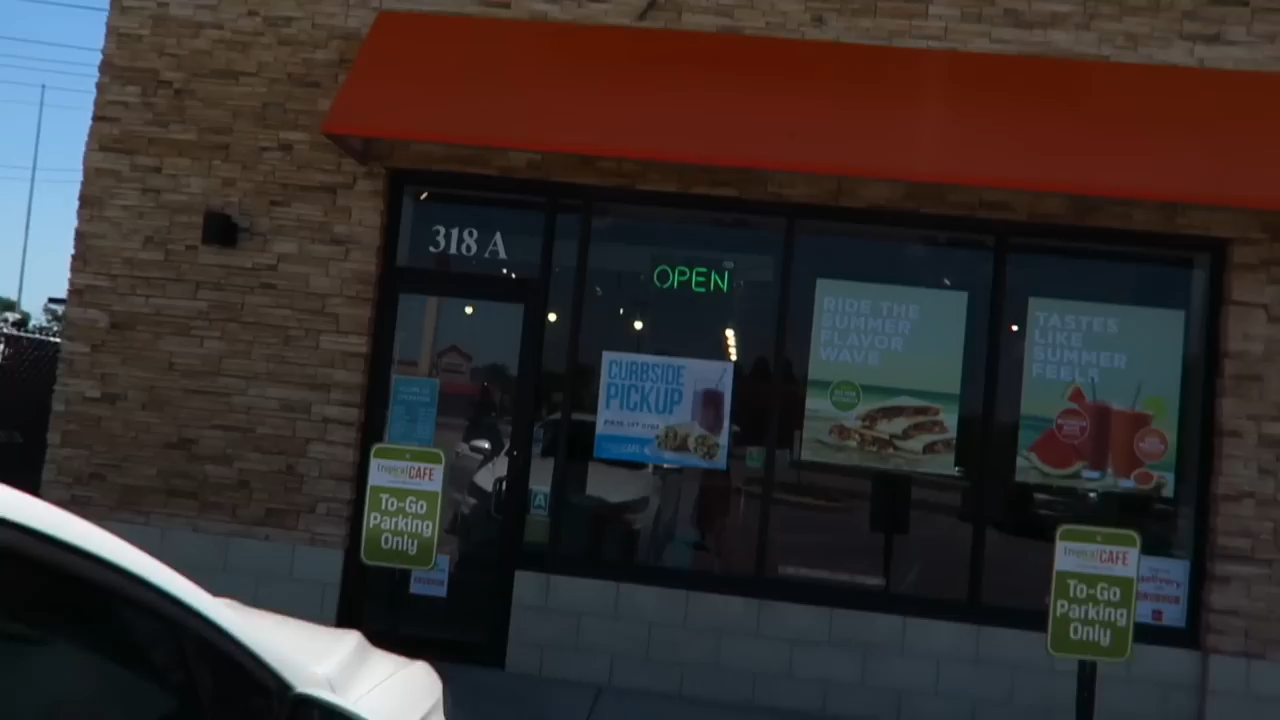 318 A
OPEN
CURBSIDE
PICKUP
RIDE THE
SUMMER
FLAVOR
WAVE
TASTES
LIKE
SUMMER
FEELS
tropical CAFE
To-Go
Parking
Only
A
tropical CAFE
To-Go
Parking
Only
delivery